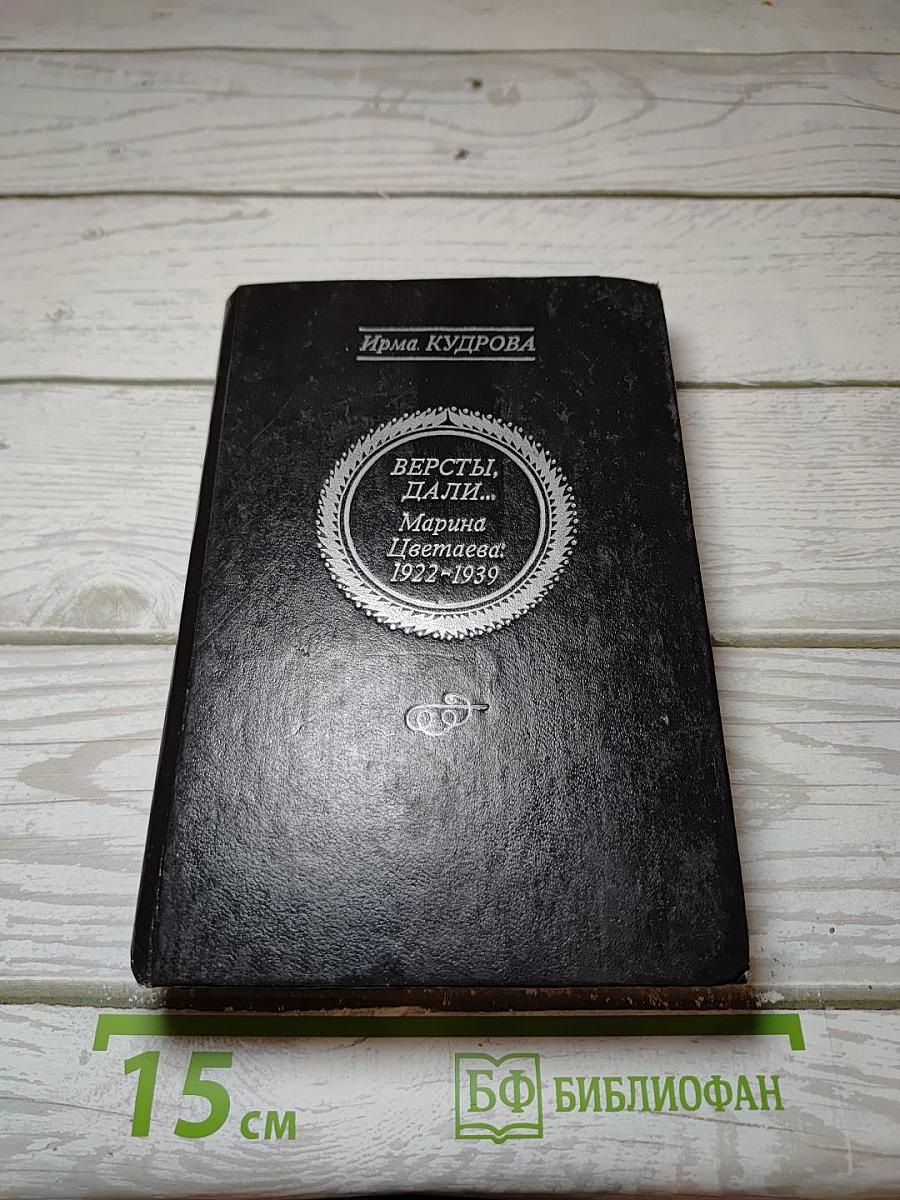 Ирма КУДРОВА
ВЕРСТЫ,
ДАЛИ...
Марина
Цветаева:
1922-1939
15 см
БФ БИБЛИОФАН